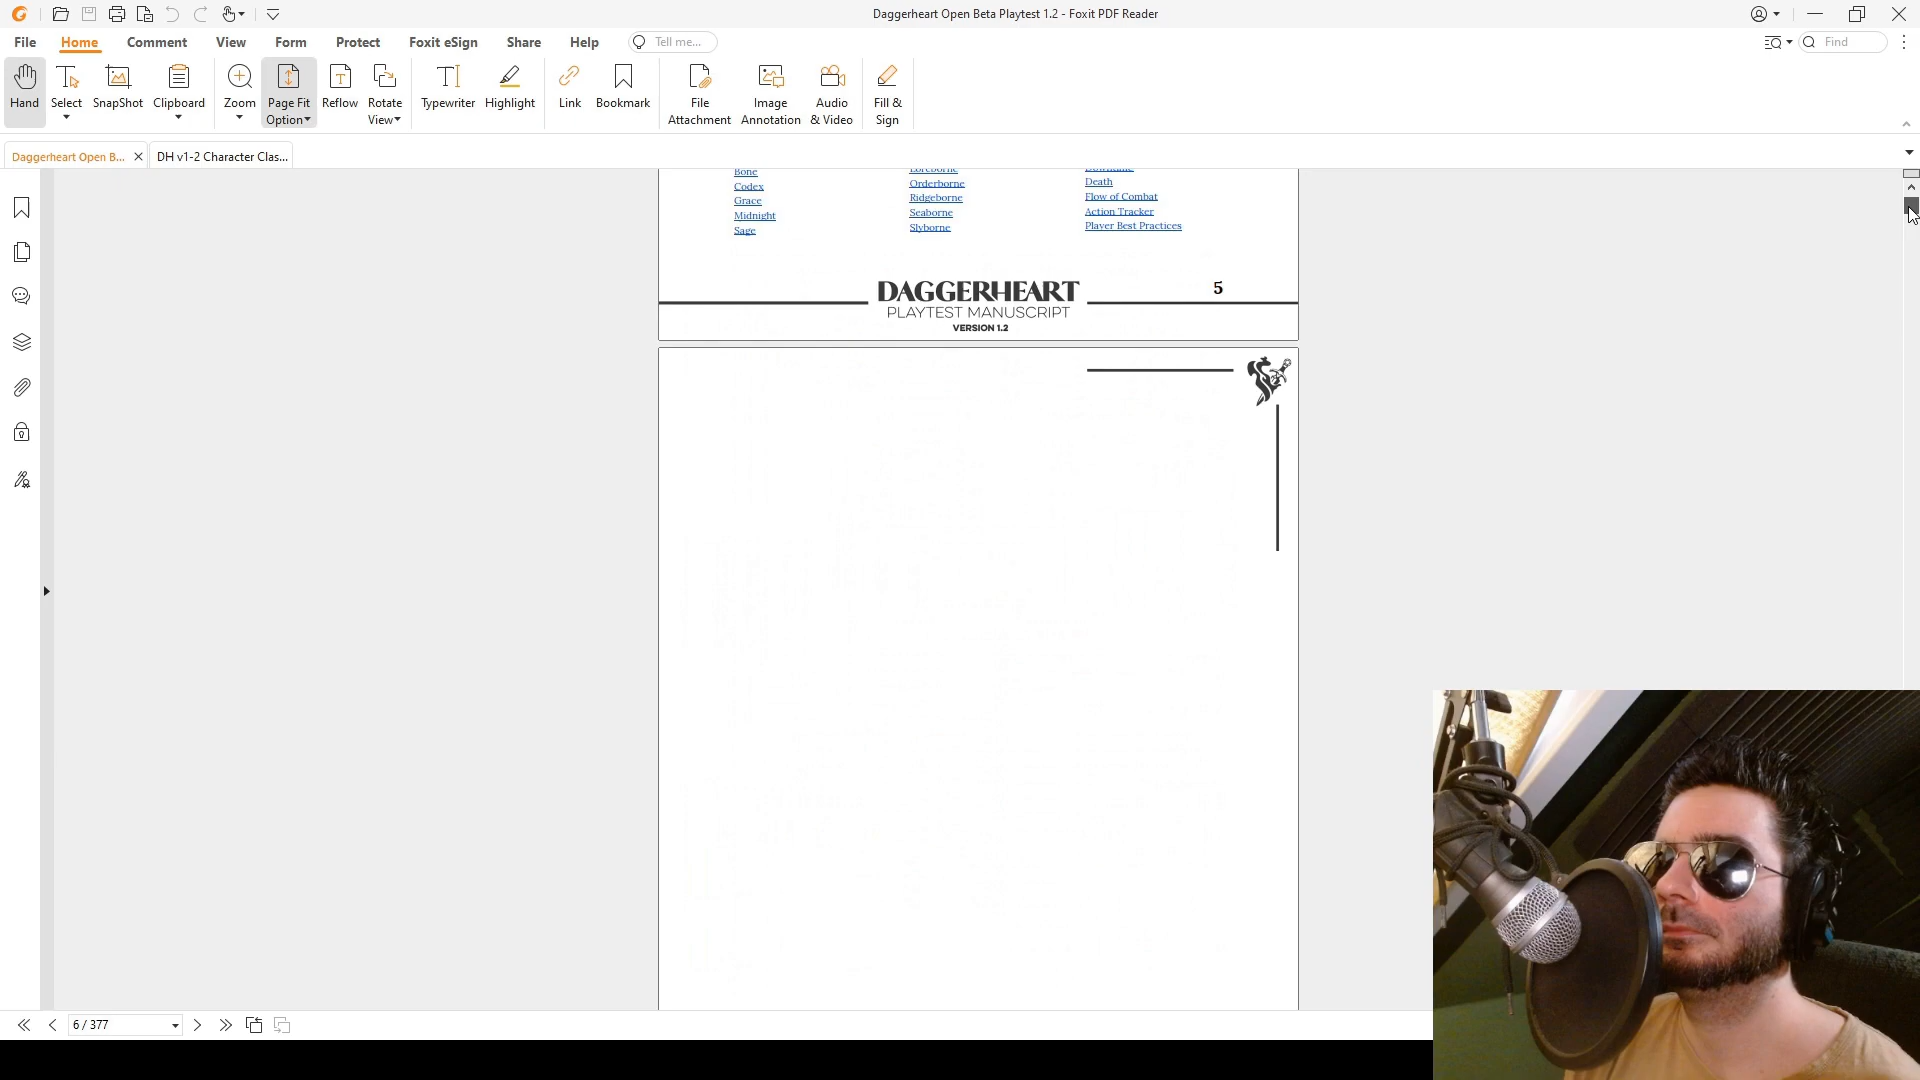 Daggerheart Open Beta Playtest 1.2 - Foxit PDF Reader
File Home Comment View Form Protect Foxit eSign Share Help Tell me... Find
Hand Select SnapShot Clipboard Zoom Page Fit Option Reflow Rotate View Typewriter Highlight Link Bookmark File Attachment Image Annotation Audio & Video Fill & Sign
Daggerheart Open B... DH v1-2 Character Clas...
Bone
Codex
Grace
Midnight
Sage
Loreborne
Orderborne
Ridgeborne
Seaborne
Slyborne
Downtime
Death
Flow of Combat
Action Tracker
Player Best Practices
DAGGERHEART
5
PLAYTEST MANUSCRIPT
VERSION 1.2
6 / 377